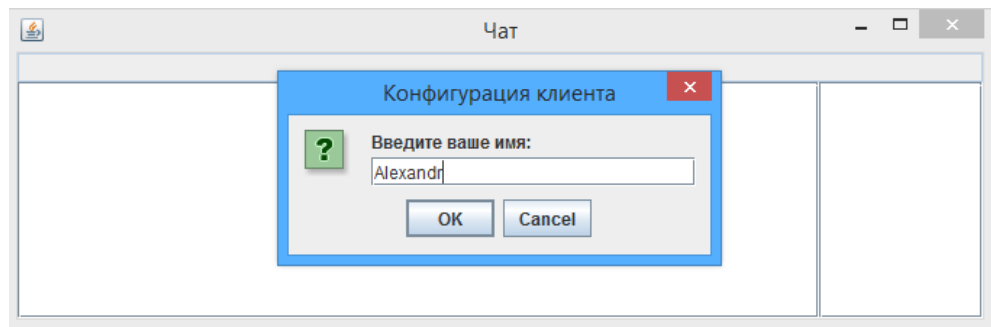 Чат
Конфигурация клиента
Введите ваше имя:
Alexandr
OK
Cancel